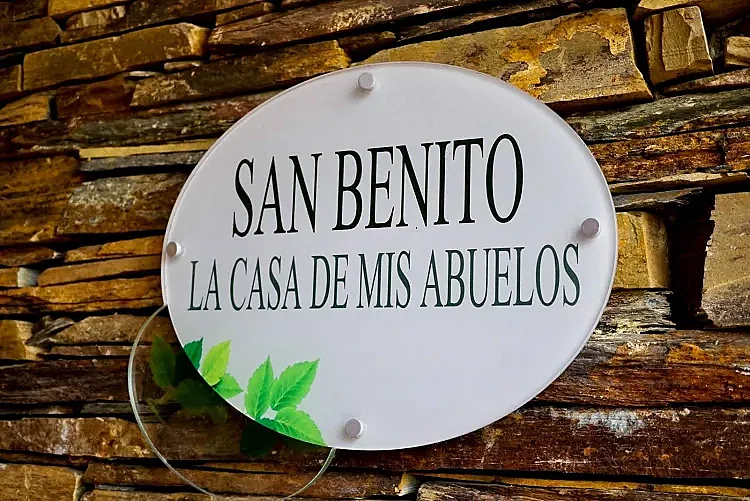 SAN BENITO
LA CASA DE MIS ABUELOS